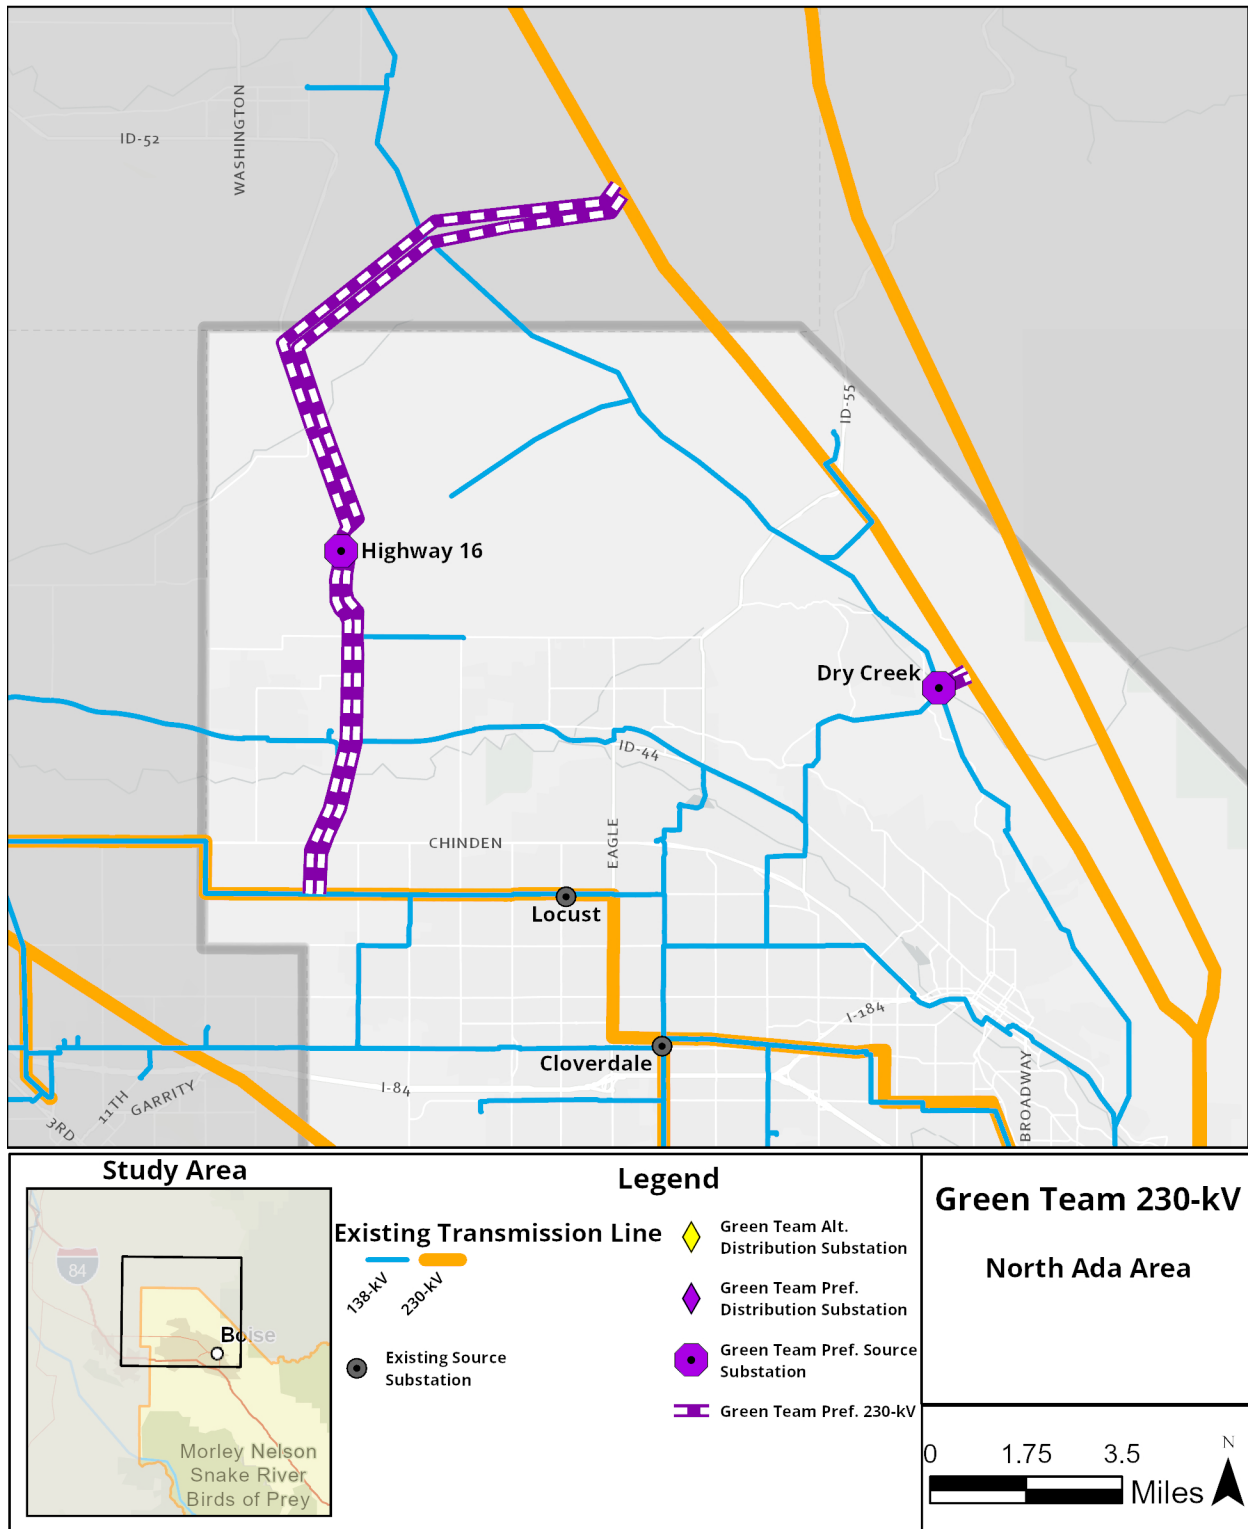 ID-52
WASHINGTON
ID-55
Highway 16
Dry Creek
ID-44
CHINDEN
EAGLE
Locust
I-184
Cloverdale
I-84
BROADWAY
11TH
GARRITY
3RD
Study Area
84
Boise
Morley Nelson
Snake River
Birds of Prey
Legend
Existing Transmission Line
138-kV
230-kV
Existing Source
Substation
Green Team Alt.
Distribution Substation
Green Team Pref.
Distribution Substation
Green Team Pref. Source
Substation
Green Team Pref. 230-kV
Green Team 230-kV
North Ada Area
0 1.75 3.5
Miles
N